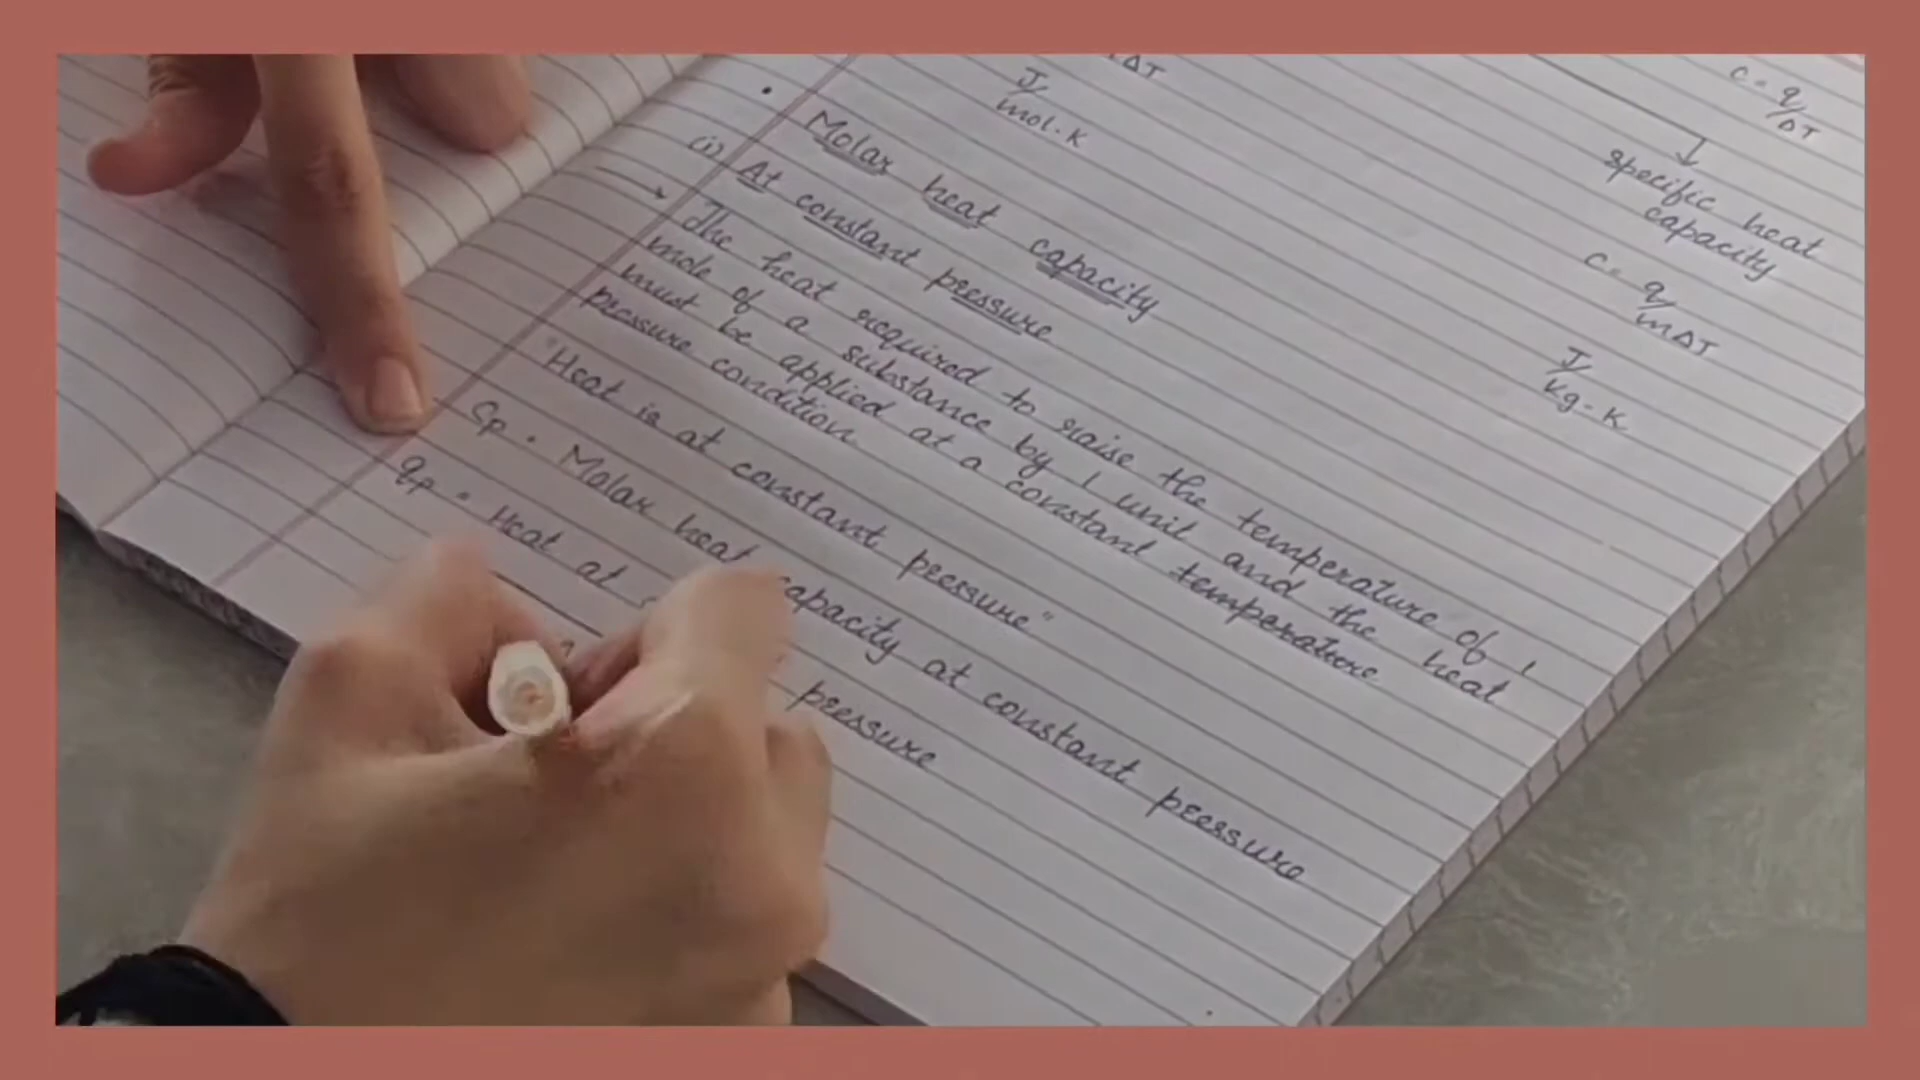 ΔT
J/mol·K
C = q/ΔT
specific heat
capacity
C = q/mΔT
J/kg-K
Molar heat capacity
(i) At constant pressure
→ The heat required to raise the temperature of 1
mole of a substance by 1 unit and the heat
must be applied at a constant temperature
pressure condition
"Heat is at constant pressure"
Cp = Molar heat capacity at constant pressure
qp = Heat at pressure